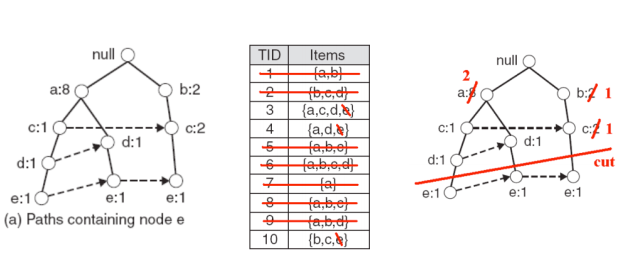 null
a:8
b:2
c:1
c:2
d:1
d:1
e:1
e:1
e:1
(a) Paths containing node e
TID Items
1 {a,b}
2 {b,c,d}
3 {a,c,d,e}
4 {a,d,e}
5 {a,b,c}
6 {a,b,c,d}
7 {a}
8 {a,b,c}
9 {a,b,d}
10 {b,c,e}
null
2
a:8
b:2 1
c:1
c:2 1
d:1
d:1
cut
e:1
e:1
e:1